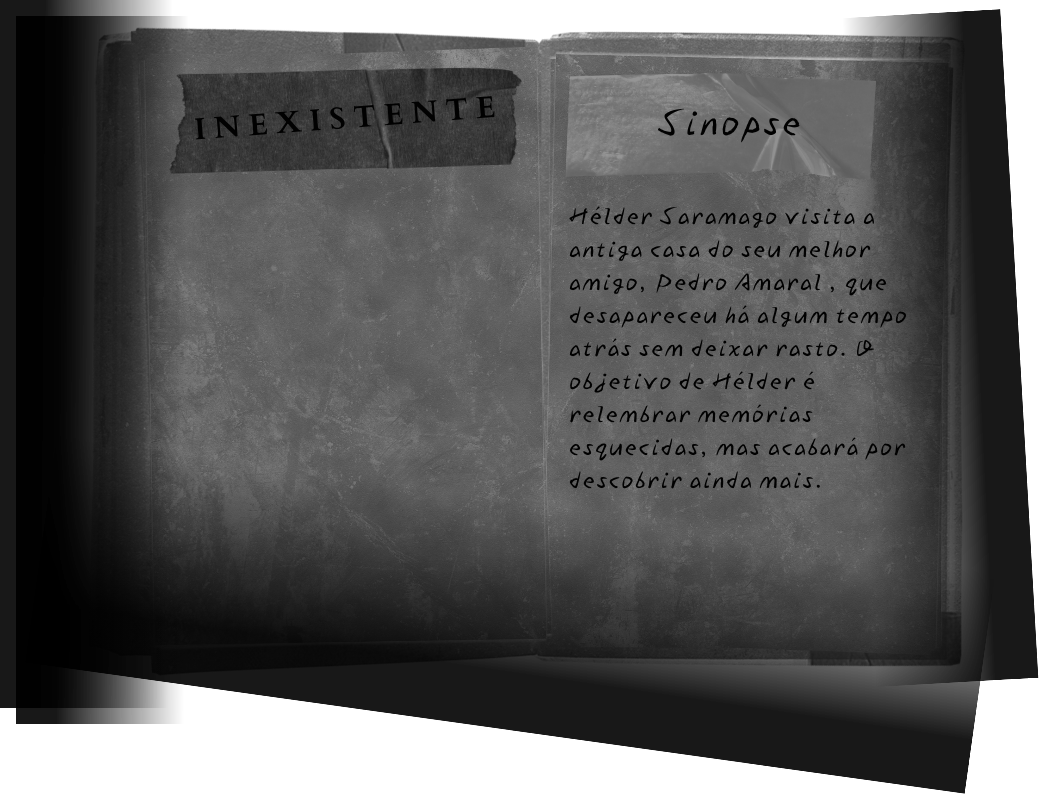 INEXISTENTE
Sinopse
Hélder Saramago visita a
antiga casa do seu melhor
amigo, Pedro Amaral , que
desapareceu há algum tempo
atrás sem deixar rasto. O
objetivo de Hélder é
relembrar memórias
esquecidas, mas acabará por
descobrir ainda mais.